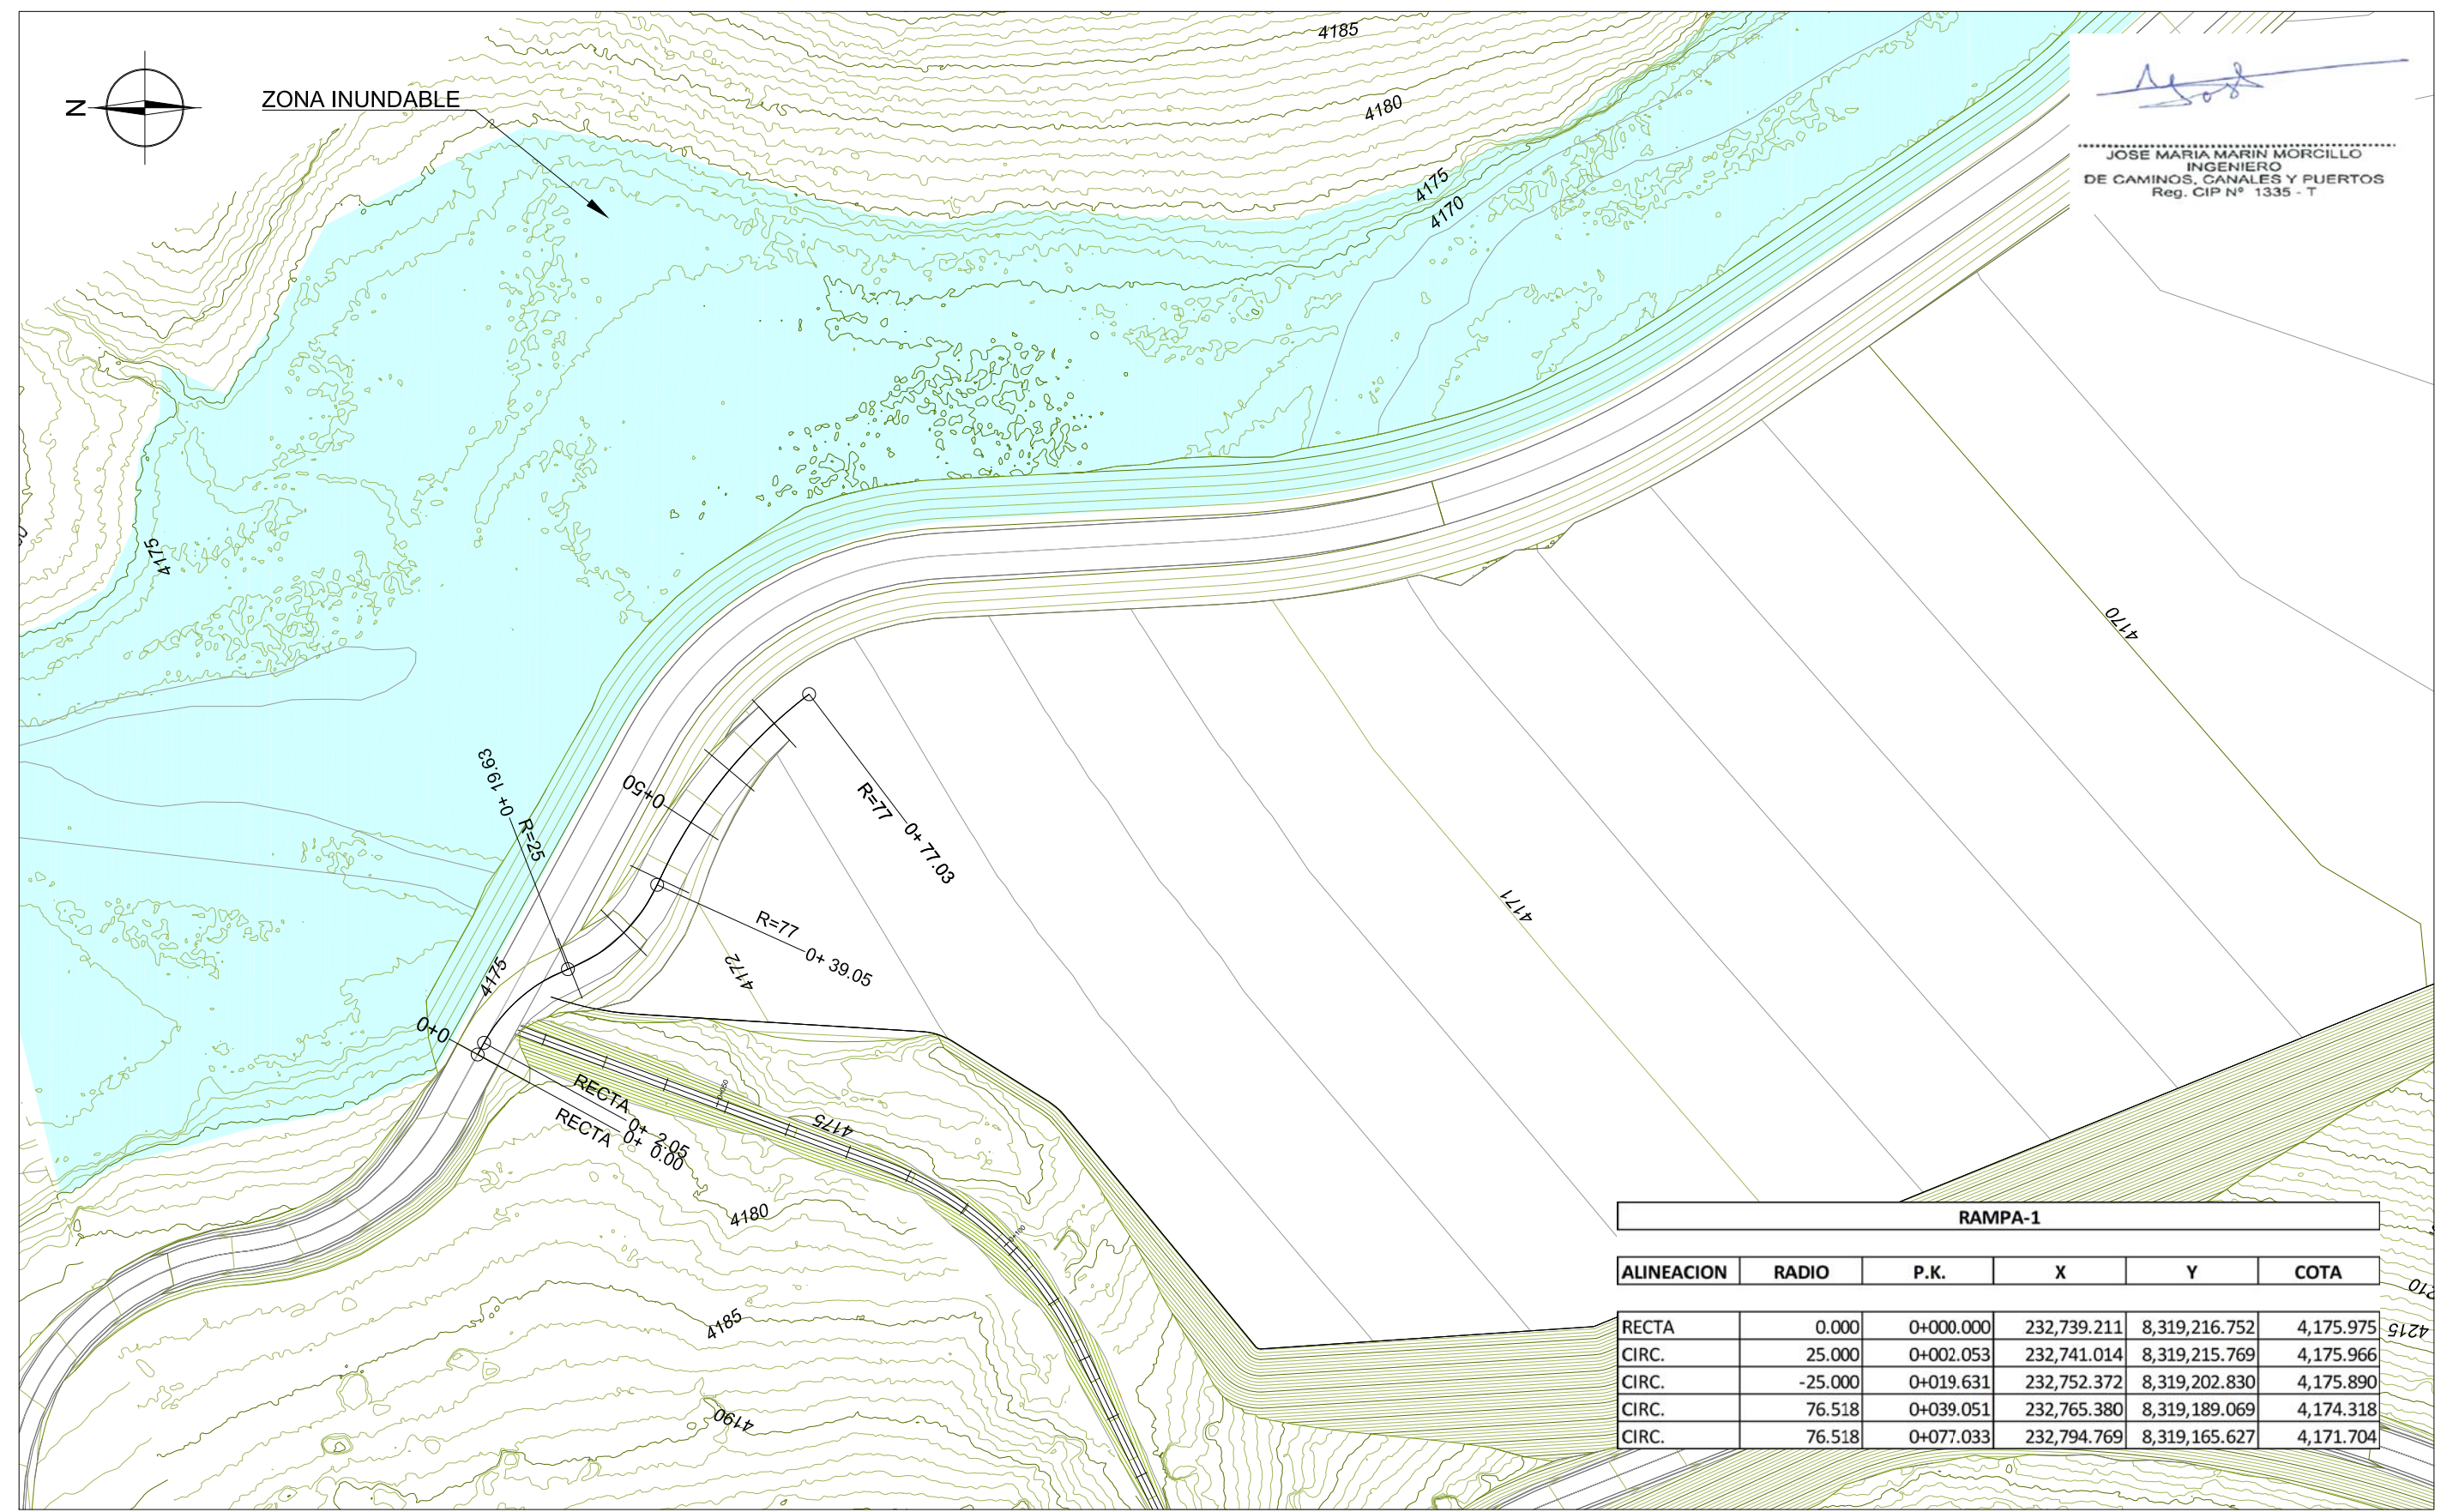 4185
N
ZONA INUNDABLE
4180
4175
4170
JOSE MARIA MARIN MORCILLO
INGENIERO
DE CAMINOS, CANALES Y PUERTOS
Reg. CIP Nº 1335 - T
4175
4170
0+ 19.63
R=25
0+50
R=77
0+ 77.03
R=77
0+ 39.05
4171
4172
4175
0+0
RECTA
0+ 2.05
RECTA
0+ 0.00
4175
4180
4185
4190
0+100
4210
4215
RAMPA-1
ALINEACION RADIO P.K. X Y COTA
RECTA 0.000 0+000.000 232,739.211 8,319,216.752 4,175.975
CIRC. 25.000 0+002.053 232,741.014 8,319,215.769 4,175.966
CIRC. -25.000 0+019.631 232,752.372 8,319,202.830 4,175.890
CIRC. 76.518 0+039.051 232,765.380 8,319,189.069 4,174.318
CIRC. 76.518 0+077.033 232,794.769 8,319,165.627 4,171.704